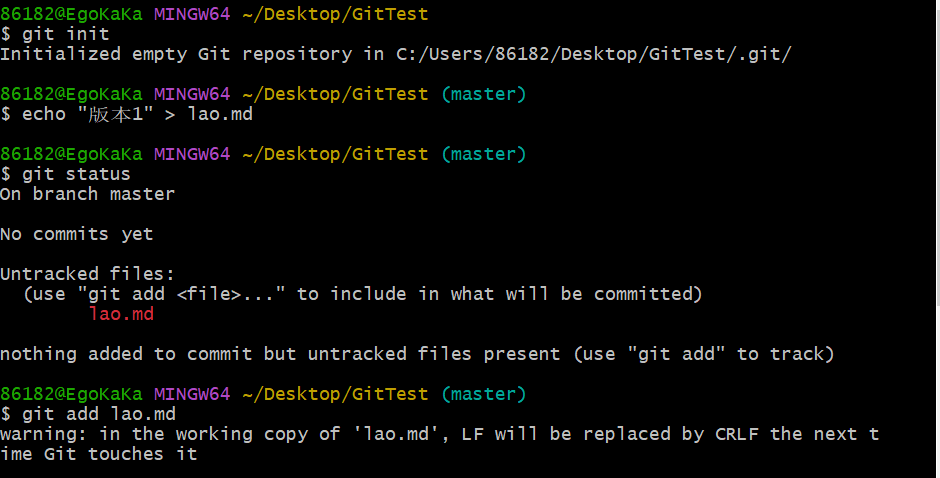 86182@EgoKaKa MINGW64 ~/Desktop/GitTest
$ git init
Initialized empty Git repository in C:/Users/86182/Desktop/GitTest/.git/
86182@EgoKaKa MINGW64 ~/Desktop/GitTest (master)
$ echo "版本1" > lao.md
86182@EgoKaKa MINGW64 ~/Desktop/GitTest (master)
$ git status
On branch master
No commits yet
Untracked files:
(use "git add <file>..." to include in what will be committed)
lao.md
nothing added to commit but untracked files present (use "git add" to track)
86182@EgoKaKa MINGW64 ~/Desktop/GitTest (master)
$ git add lao.md
warning: in the working copy of 'lao.md', LF will be replaced by CRLF the next t
ime Git touches it